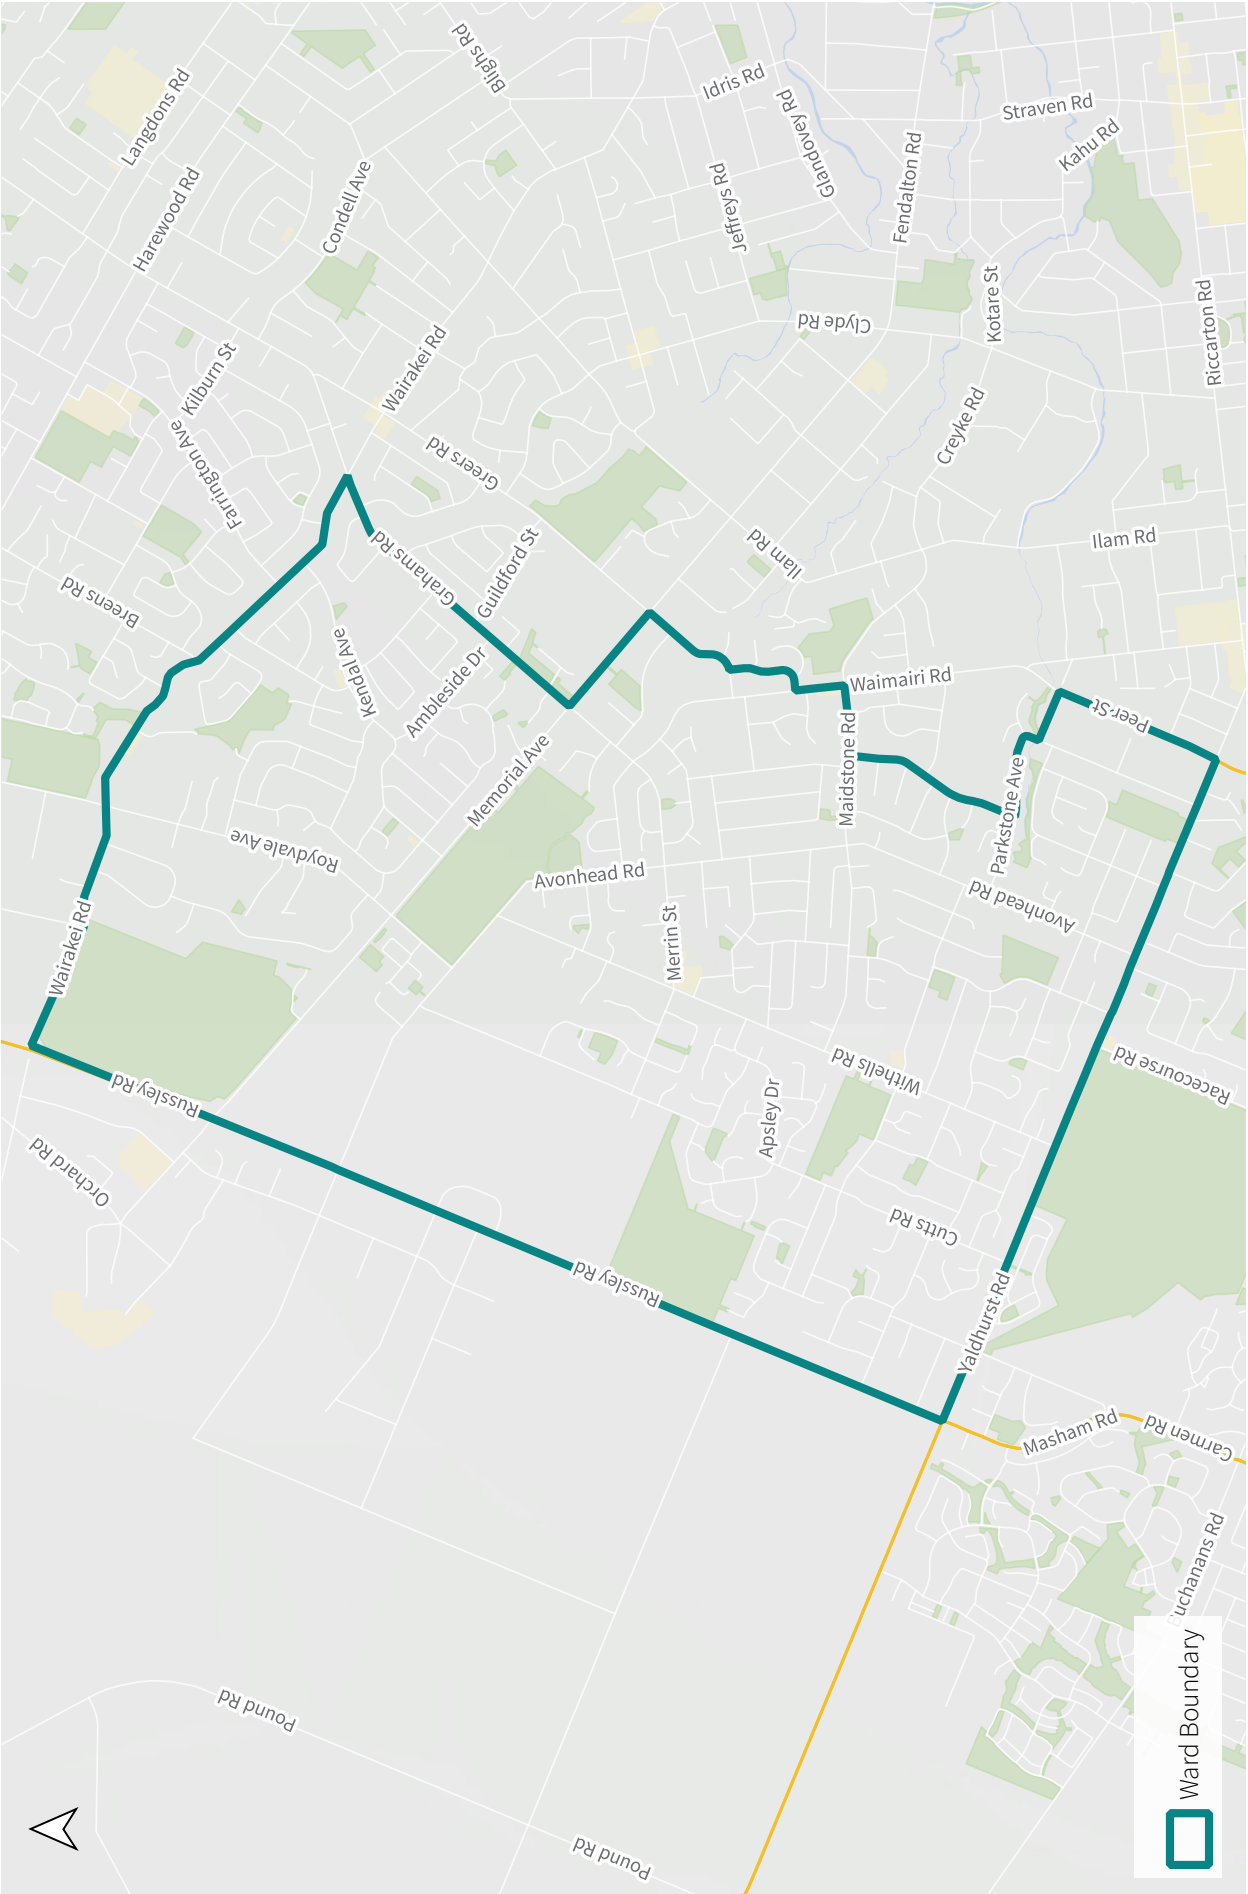 Blighs Rd
Langdons Rd
Idris Rd
Glandovey Rd
Straven Rd
Kahu Rd
Fendalton Rd
Harewood Rd
Condell Ave
Jeffreys Rd
Kotare St
Clyde Rd
Riccarton Rd
Kilburn St
Wairakei Rd
Creyke Rd
Farrington Ave
Greers Rd
Ilam Rd
Ilam Rd
Grahams Rd
Guildford St
Breens Rd
Kendal Ave
Ambleside Dr
Waimairi Rd
Peer St
Memorial Ave
Maidstone Rd
Parkstone Ave
Roydvale Ave
Avonhead Rd
Avonhead Rd
Merrin St
Wairakei Rd
Withells Rd
Racecourse Rd
Russley Rd
Apsley Dr
Orchard Rd
Cutts Rd
Russley Rd
Yaldhurst Rd
Masham Rd
Carmen Rd
Buchanans Rd
Pound Rd
Pound Rd
Ward Boundary